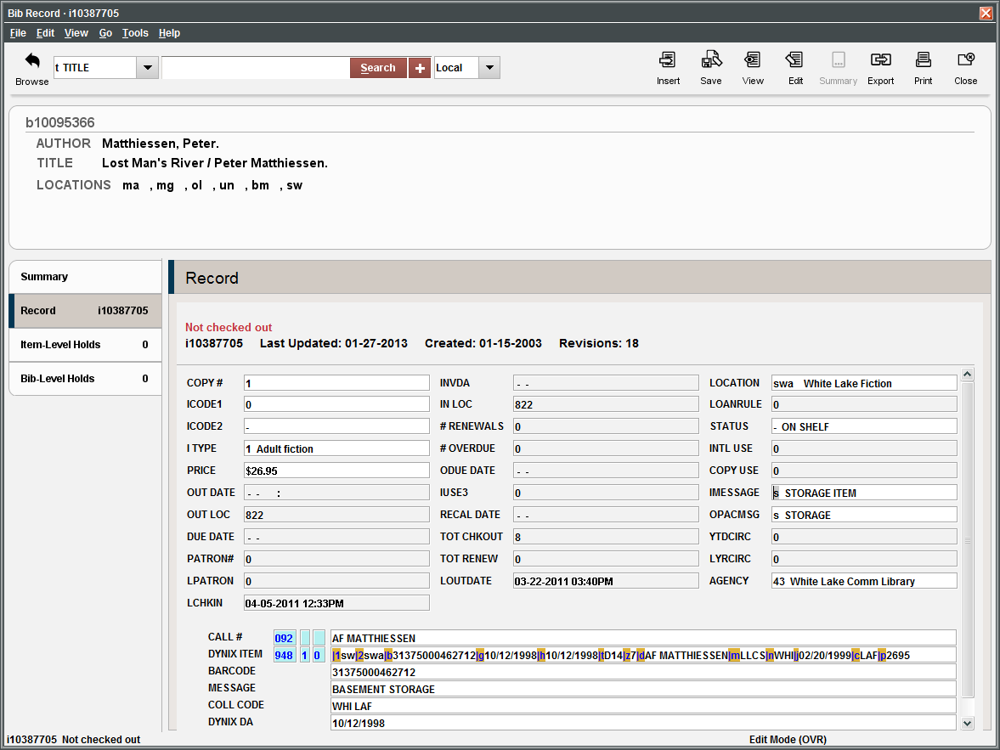 Bib Record · i10387705
File Edit View Go Tools Help
Browse t TITLE Search + Local Insert Save View Edit Summary Export Print Close
b10095366
AUTHOR Matthiessen, Peter.
TITLE Lost Man's River / Peter Matthiessen.
LOCATIONS ma , mg , ol , un , bm , sw
Summary
Record i10387705
Item-Level Holds 0
Bib-Level Holds 0
Record
Not checked out
i10387705 Last Updated: 01-27-2013 Created: 01-15-2003 Revisions: 18
COPY # 1 INVDA - - LOCATION swa White Lake Fiction
ICODE1 0 IN LOC 822 LOANRULE 0
ICODE2 - # RENEWALS 0 STATUS - ON SHELF
I TYPE 1 Adult fiction # OVERDUE 0 INTL USE 0
PRICE $26.95 ODUE DATE - - COPY USE 0
OUT DATE - - : IUSE3 0 IMESSAGE s STORAGE ITEM
OUT LOC 822 RECAL DATE - - OPACMSG s STORAGE
DUE DATE - - TOT CHKOUT 8 YTDCIRC 0
PATRON# 0 TOT RENEW 0 LYRCIRC 0
LPATRON 0 LOUTDATE 03-22-2011 03:40PM AGENCY 43 White Lake Comm Library
LCHKIN 04-05-2011 12:33PM
CALL # 092 AF MATTHIESSEN
DYNIX ITEM 948 1 0 |1sw|2swa|b31375000462712|g10/12/1998|h10/12/1998|tD14|z7|dAF MATTHIESSEN|mLLCS|nWHI|j02/20/1999|cLAF|p2695
BARCODE 31375000462712
MESSAGE BASEMENT STORAGE
COLL CODE WHI LAF
DYNIX DA 10/12/1998
i10387705 Not checked out Edit Mode (OVR)